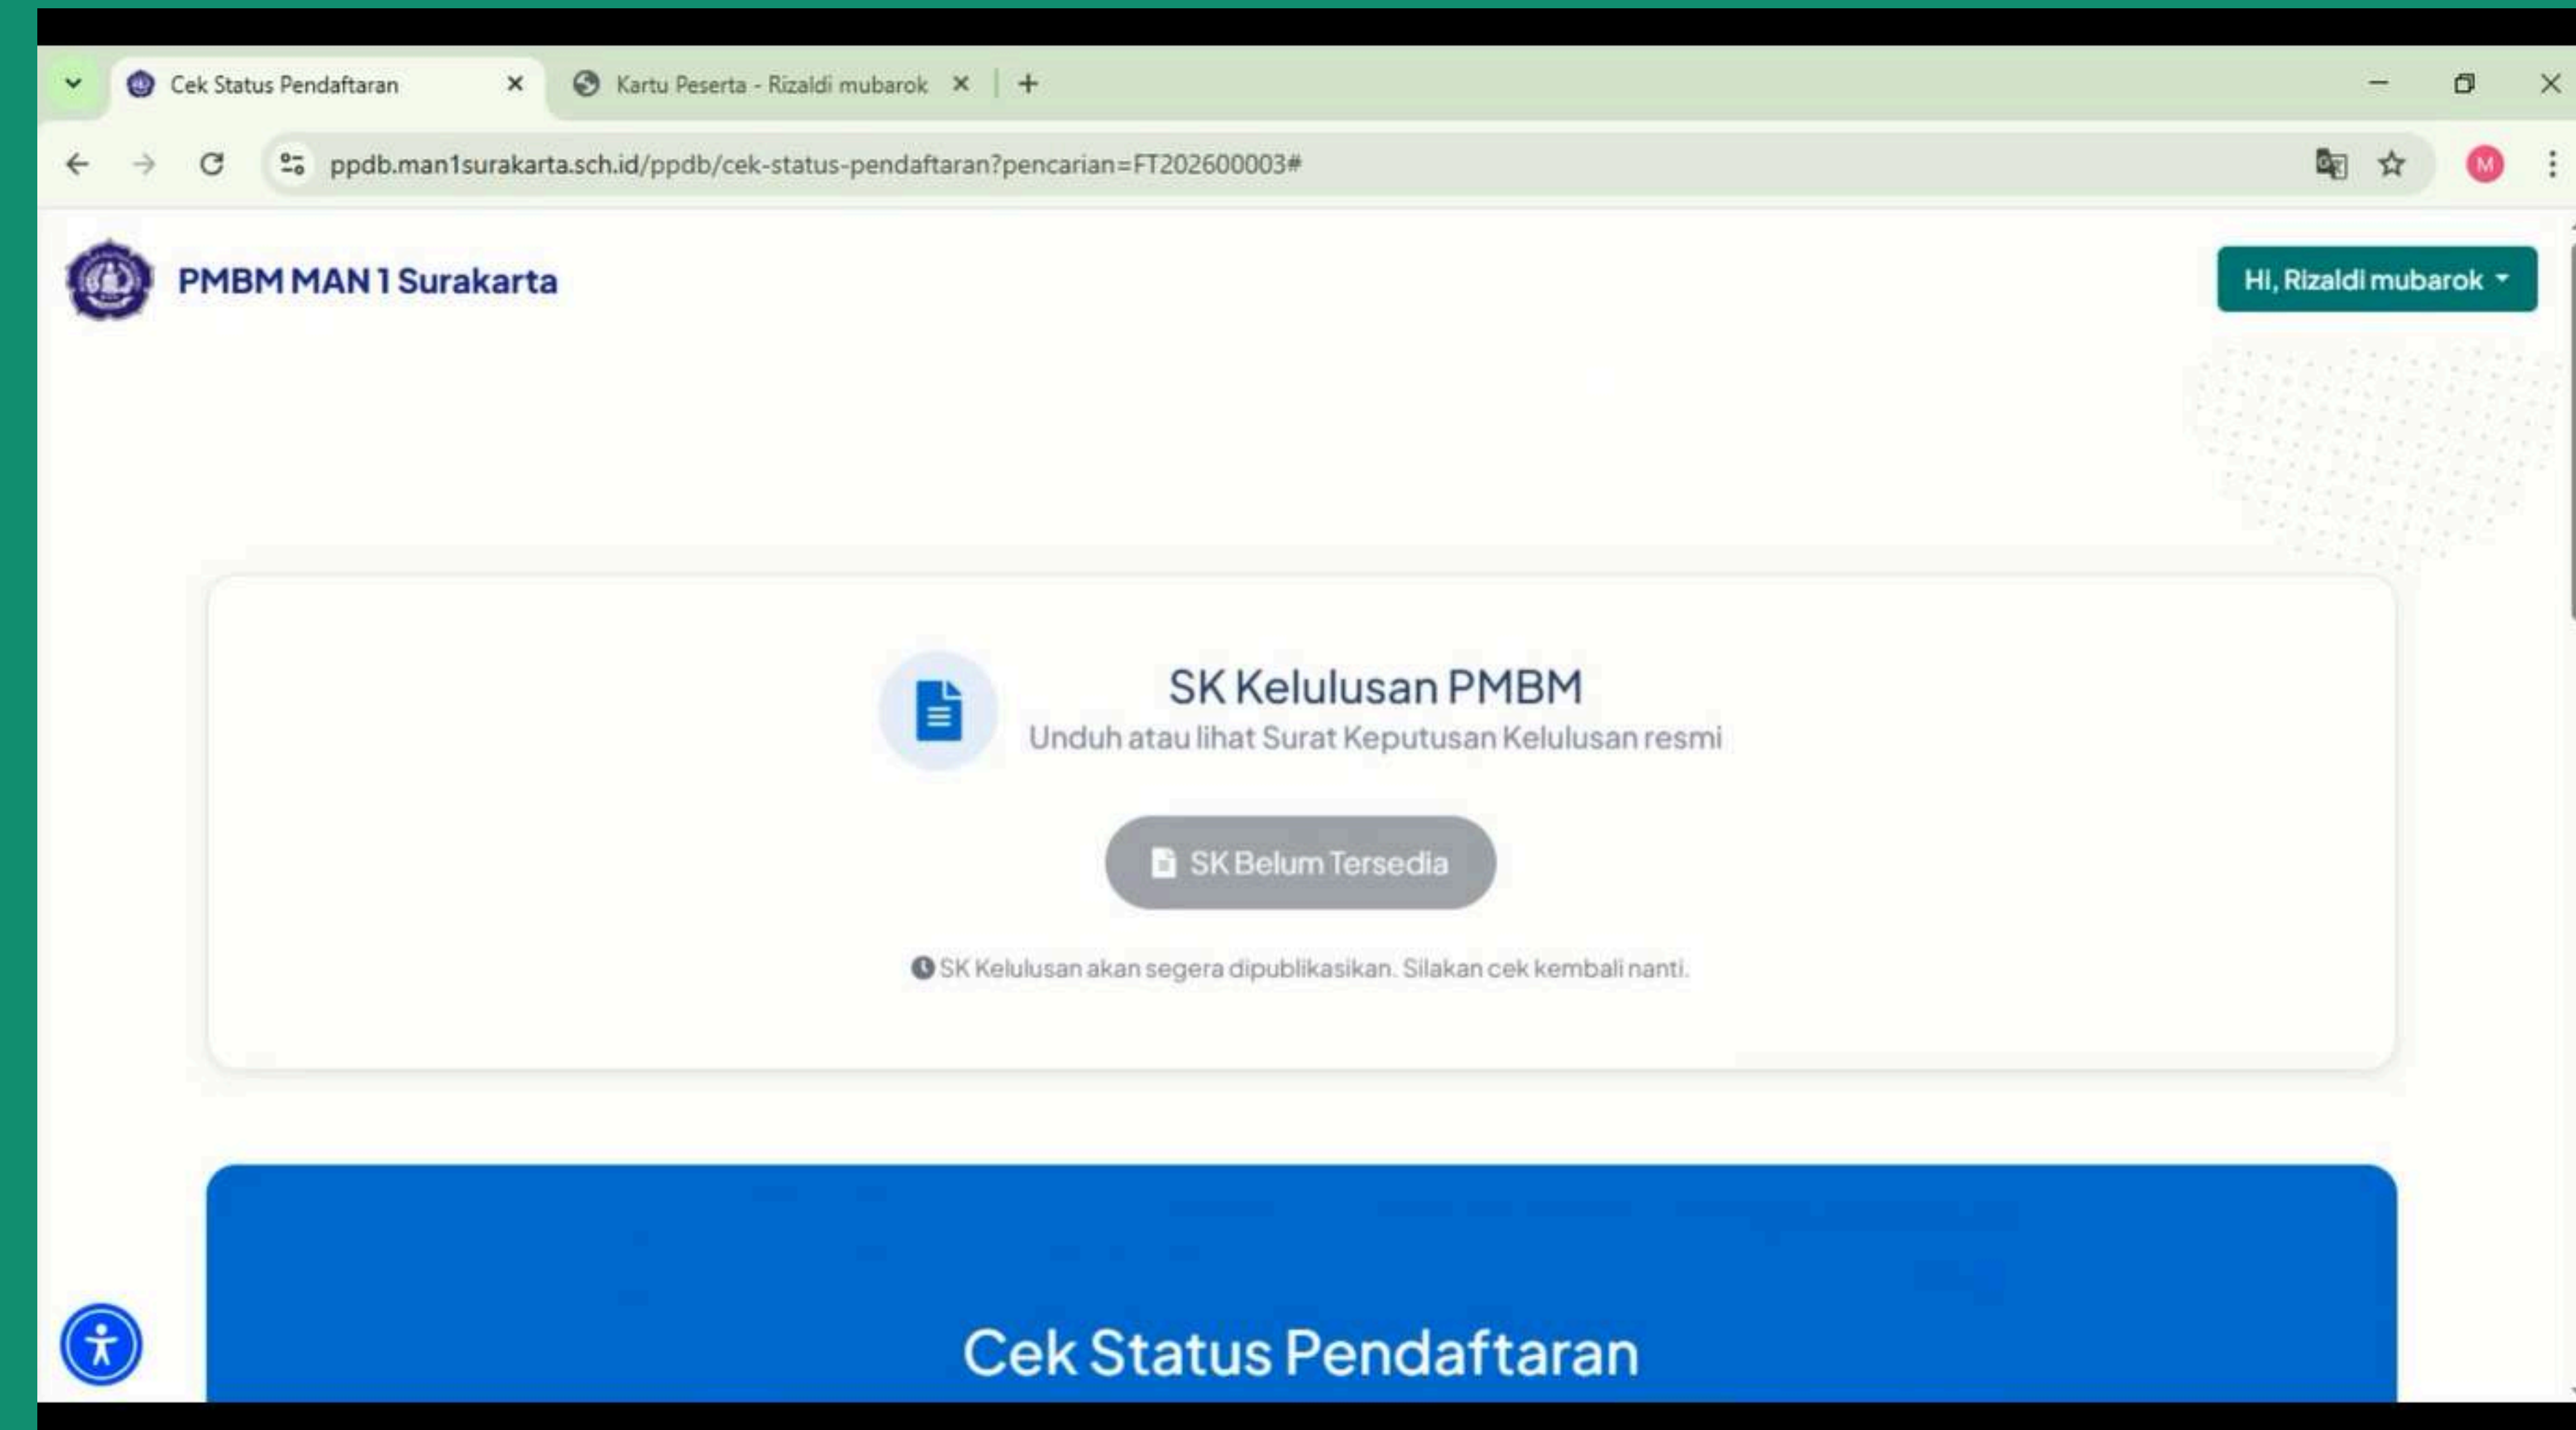 Cek Status Pendaftaran
Kartu Peserta - Rizaldi mubarok
ppdb.man1surakarta.sch.id/ppdb/cek-status-pendaftaran?pencarian=FT202600003#
M
PMBM MAN 1 Surakarta
Hi, Rizaldi mubarok
SK Kelulusan PMBM
Unduh atau lihat Surat Keputusan Kelulusan resmi
SK Belum Tersedia
SK Kelulusan akan segera dipublikasikan. Silakan cek kembali nanti.
Cek Status Pendaftaran